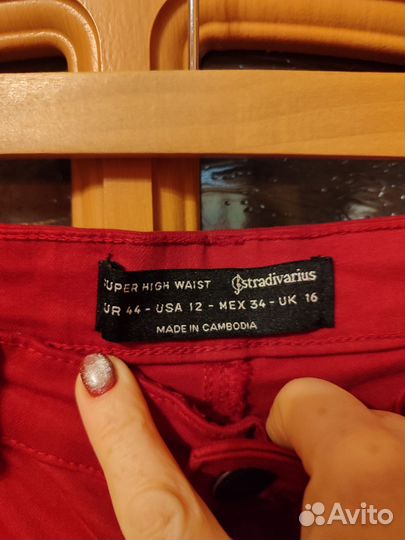 SUPER HIGH WAIST stradivarius
EUR 44 - USA 12 - MEX 34 - UK 16
MADE IN CAMBODIA
Avito